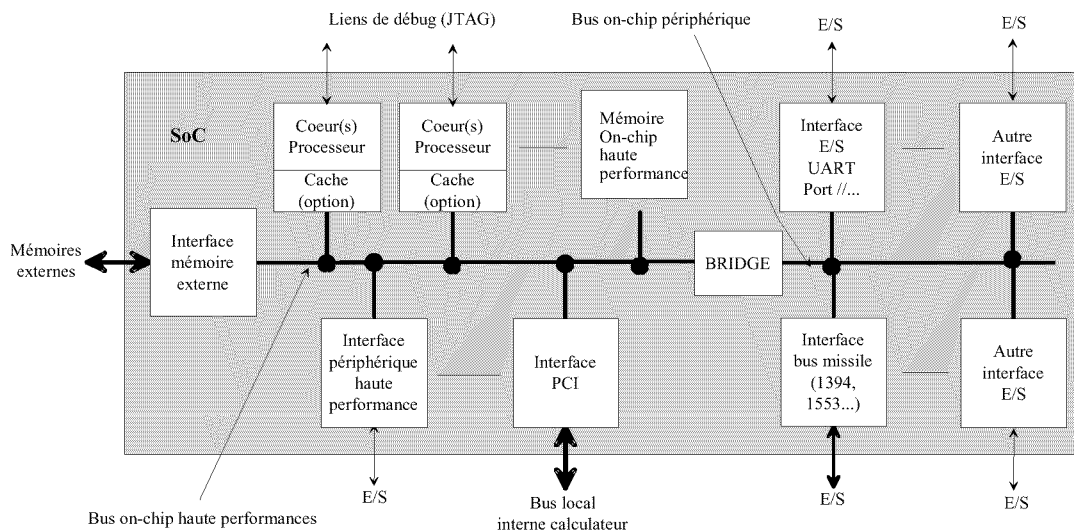 Liens de débug (JTAG)
Bus on-chip périphérique
E/S
E/S
SoC
Coeur(s)
Processeur
Cache
(option)
Coeur(s)
Processeur
Cache
(option)
Mémoire
On-chip
haute
performance
Interface
E/S
UART
Port //...
Autre
interface
E/S
Mémoires
externes
Interface
mémoire
externe
BRIDGE
Interface
périphérique
haute
performance
Interface
PCI
Interface
bus missile
(1394,
1553...)
Autre
interface
E/S
Bus on-chip haute performances
E/S
Bus local
interne calculateur
E/S
E/S